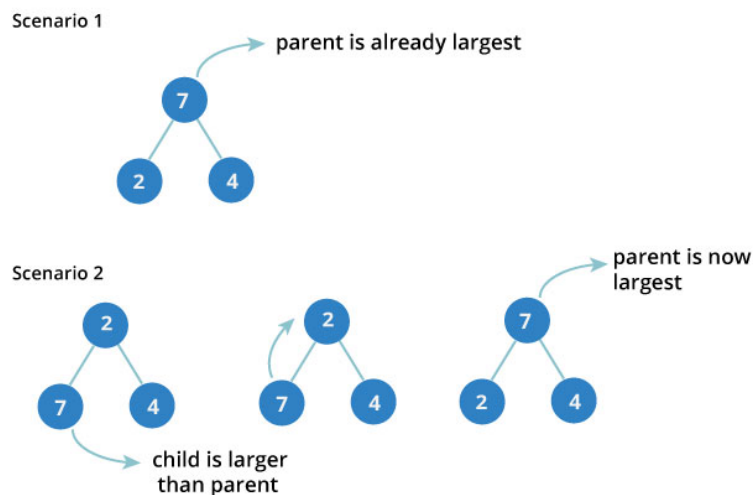 Scenario 1
parent is already largest
7
2
4
Scenario 2
parent is now
largest
2
7
4
child is larger
than parent
2
7
4
7
2
4